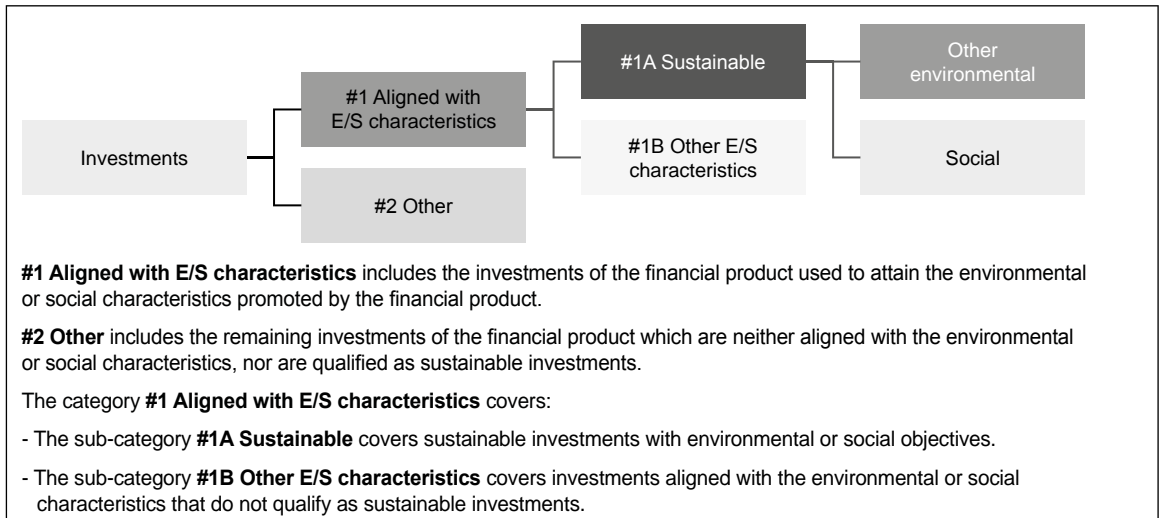 Investments
#1 Aligned with
E/S characteristics
#2 Other
#1A Sustainable
#1B Other E/S
characteristics
Other
environmental
Social
#1 Aligned with E/S characteristics includes the investments of the financial product used to attain the environmental
or social characteristics promoted by the financial product.
#2 Other includes the remaining investments of the financial product which are neither aligned with the environmental
or social characteristics, nor are qualified as sustainable investments.
The category #1 Aligned with E/S characteristics covers:
- The sub-category #1A Sustainable covers sustainable investments with environmental or social objectives.
- The sub-category #1B Other E/S characteristics covers investments aligned with the environmental or social
characteristics that do not qualify as sustainable investments.